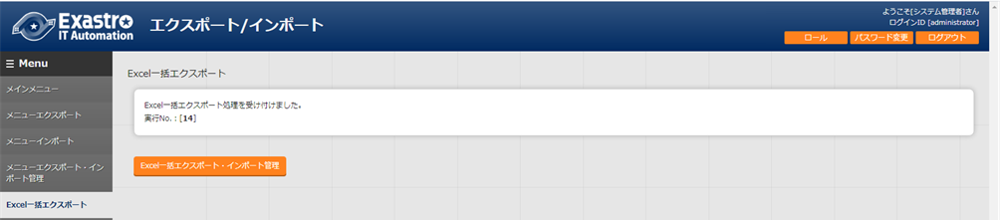 Exastro
IT Automation
エクスポート/インポート
ようこそ[システム管理者]さん
ログインID [administrator]
ロール
パスワード変更
ログアウト
Menu
メインメニュー
メニューエクスポート
メニューインポート
メニューエクスポート・イン
ポート管理
Excel一括エクスポート
Excel一括エクスポート
Excel一括エクスポート処理を受け付けました。
実行No. : [14]
Excel一括エクスポート・インポート管理